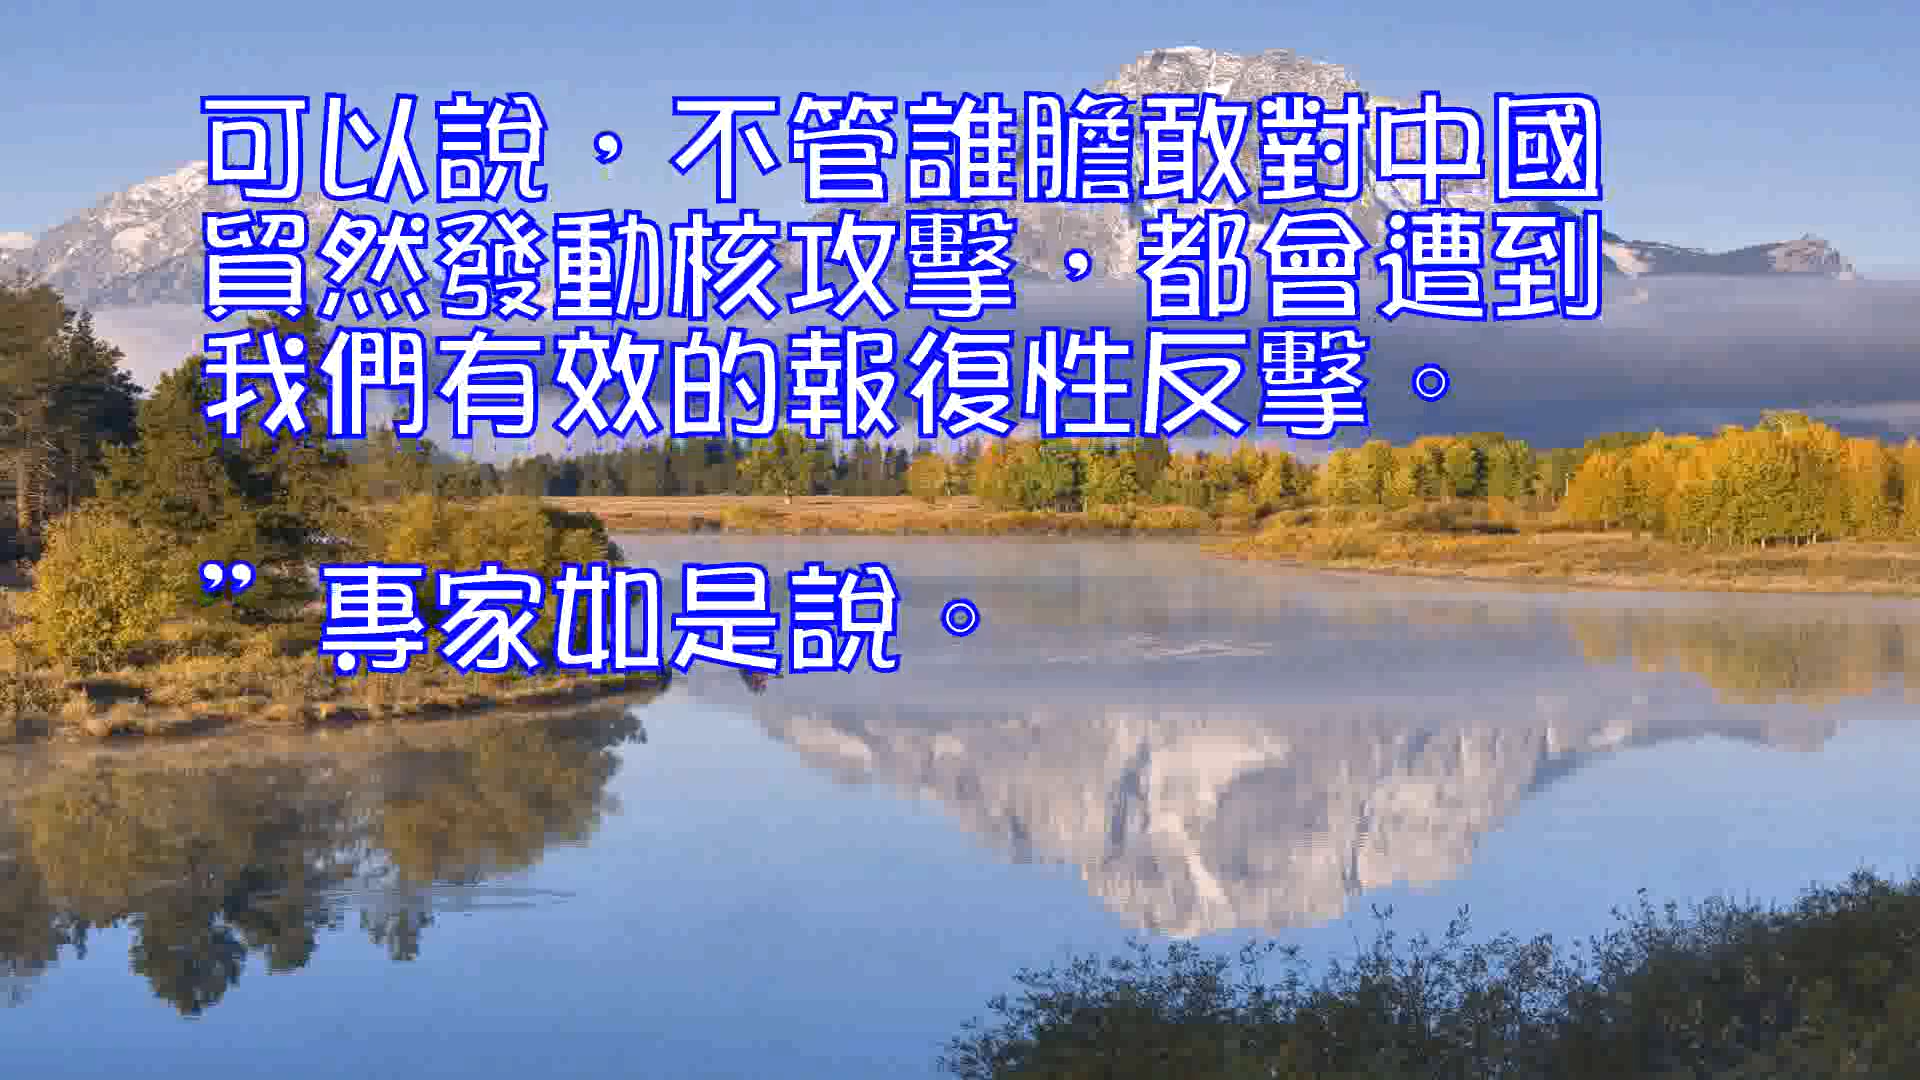 可以說，不管誰膽敢對中國
貿然發動核攻擊，都會遭到
我們有效的報復性反擊。
”專家如是說。